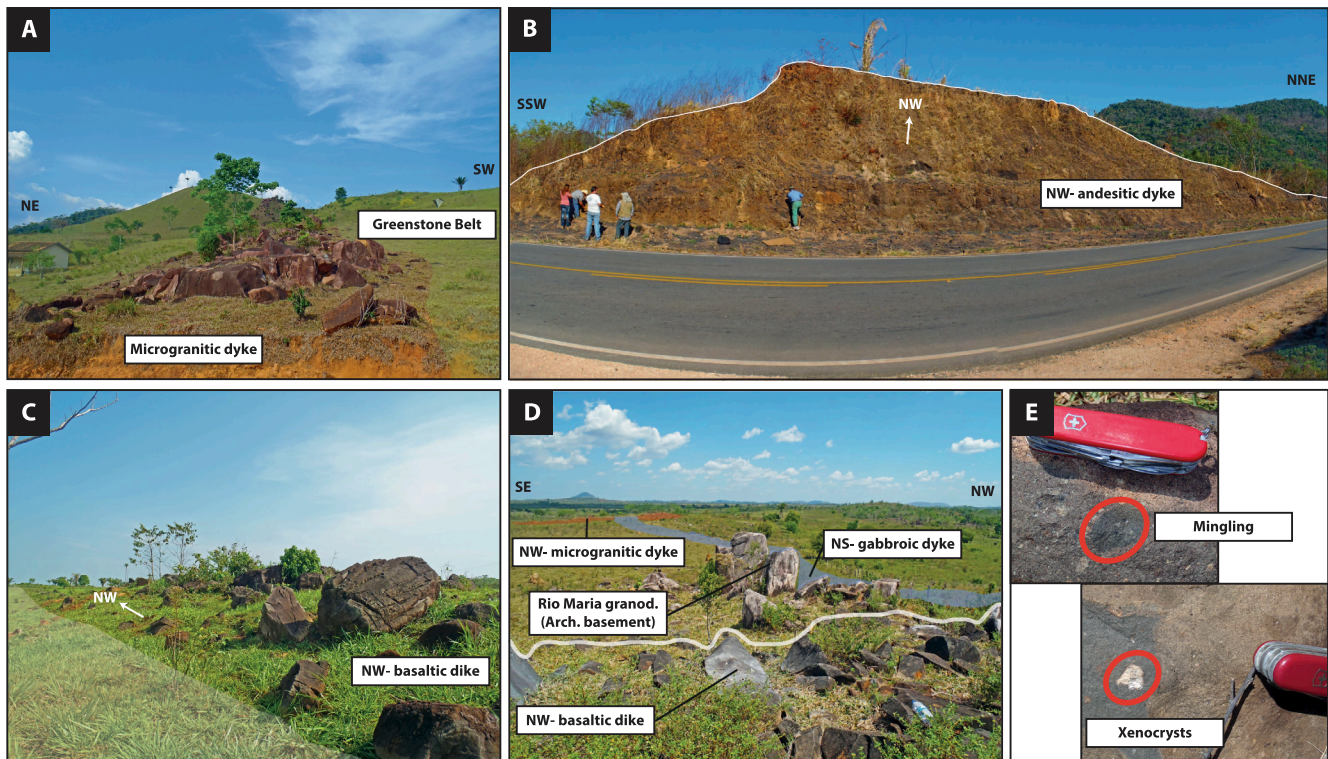 A
NE
SW
Greenstone Belt
Microgranitic dyke
B
SSW
NNE
NW
NW- andesitic dyke
C
NW
NW- basaltic dike
D
SE
NW
NW- microgranitic dyke
NS- gabbroic dyke
Rio Maria granod.
(Arch. basement)
NW- basaltic dike
E
Mingling
Xenocrysts